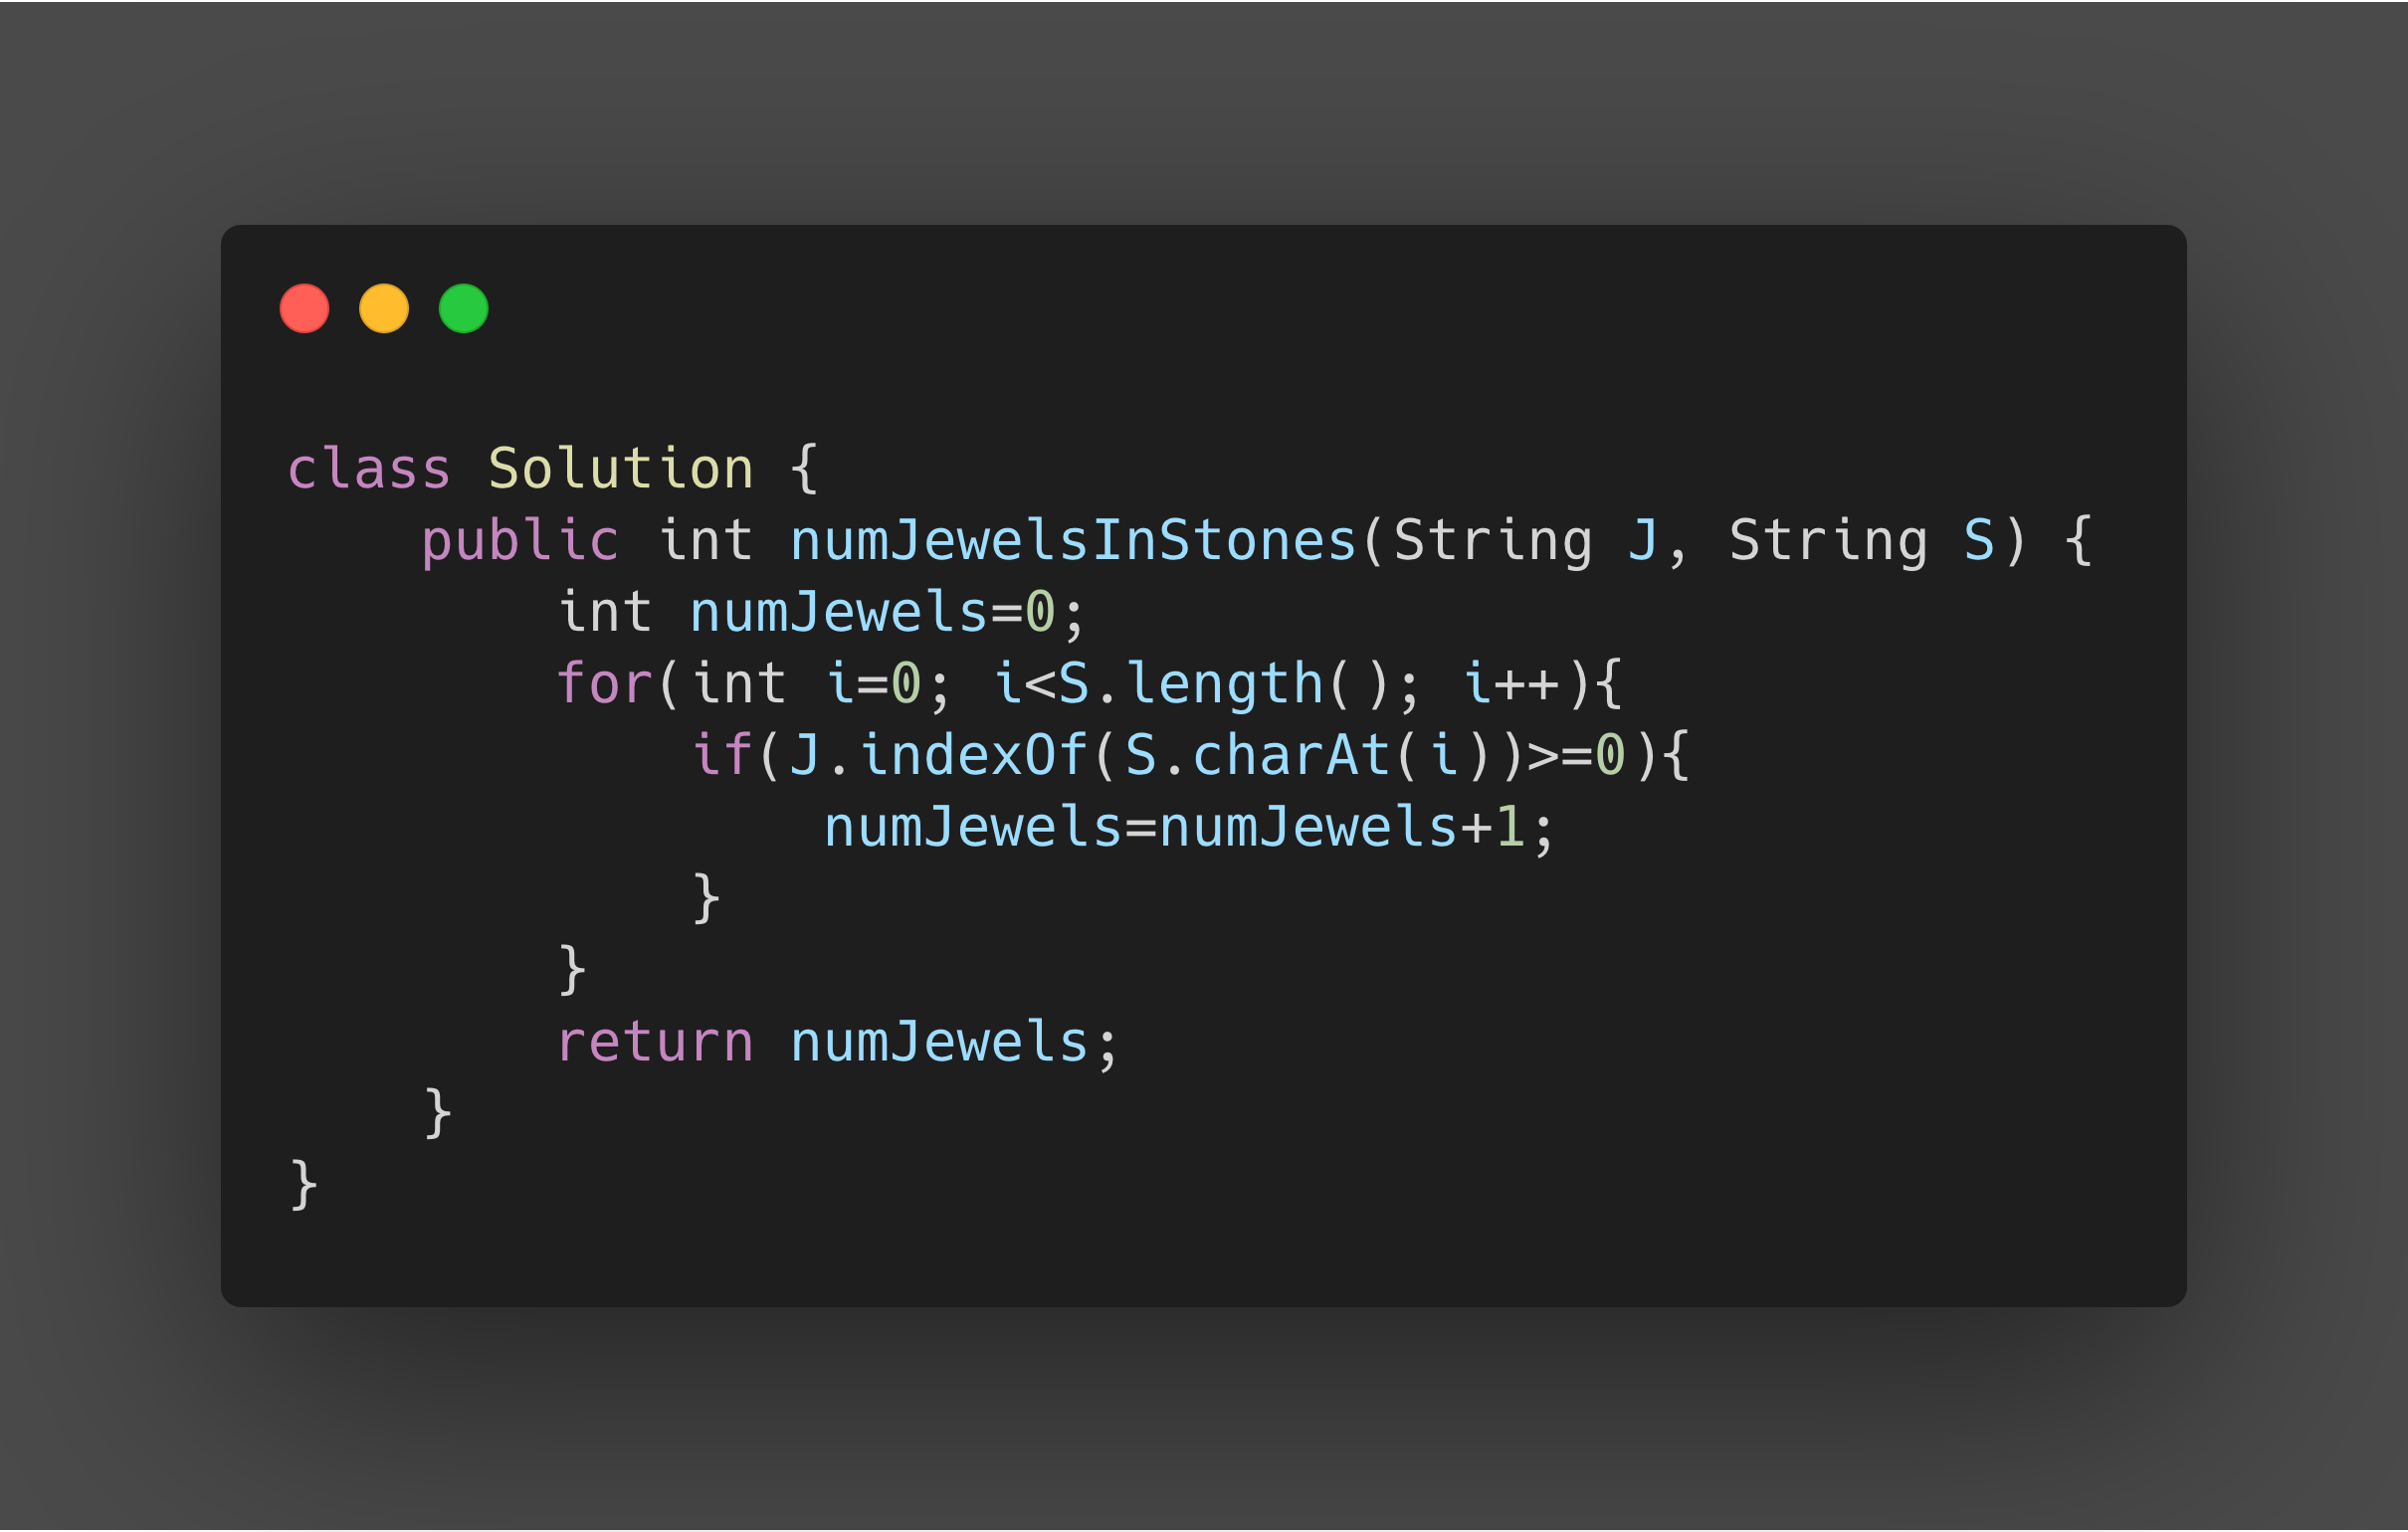 class Solution {
    public int numJewelsInStones(String J, String S) {
        int numJewels=0;
        for(int i=0; i<S.length(); i++){
            if(J.indexOf(S.charAt(i))>=0){
                numJewels=numJewels+1;
            }
        }
        return numJewels;
    }
}